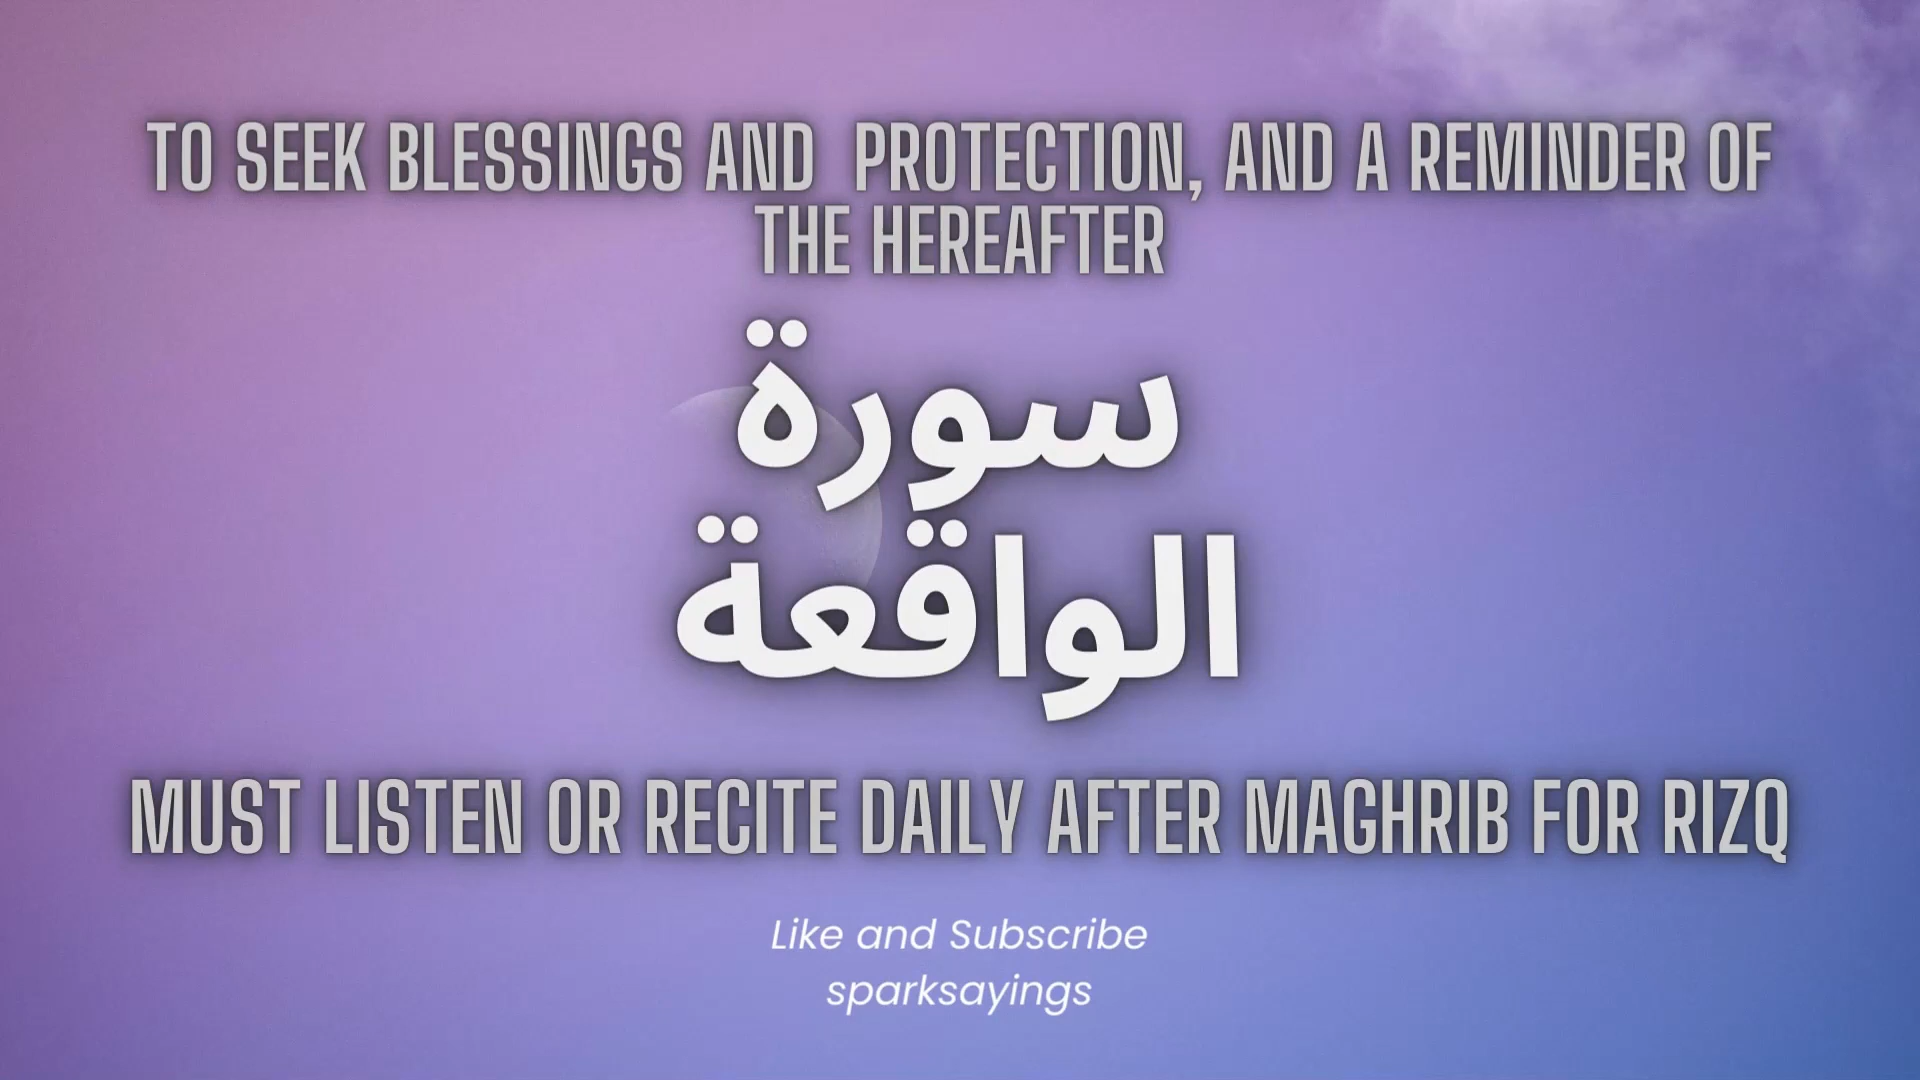 TO SEEK BLESSINGS AND PROTECTION, AND A REMINDER OF
THE HEREAFTER
سورة
الواقعة
MUST LISTEN OR RECITE DAILY AFTER MAGHRIB FOR RIZQ
Like and Subscribe
sparksayings